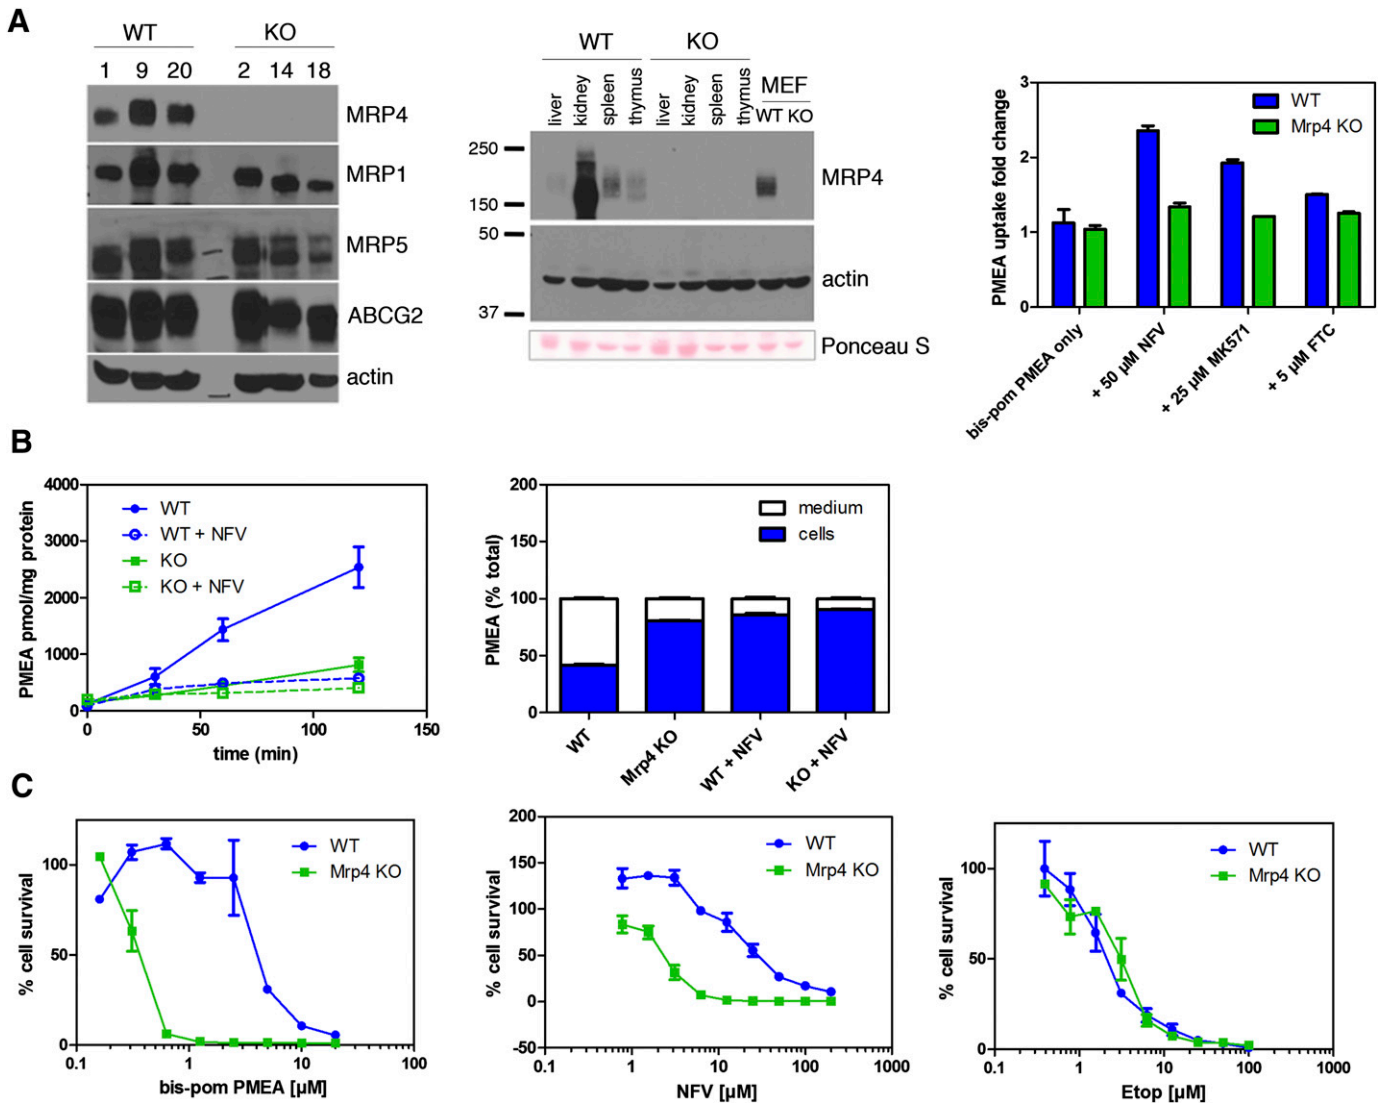 A
WT KO
1 9 20 2 14 18
MRP4
MRP1
MRP5
ABCG2
actin
WT KO
liver kidney spleen thymus liver kidney spleen thymus
MEF
WT KO
250
150
MRP4
50
37
actin
Ponceau S
PMEA uptake fold change
3
2
1
0
WT
Mrp4 KO
bis-pom PMEA only
+ 50 µM NFV
+ 25 µM MK571
+ 5 µM FTC
B
PMEA pmol/mg protein
4000
3000
2000
1000
0
WT
WT + NFV
KO
KO + NFV
0 50 100 150
time (min)
PMEA (% total)
200
150
100
50
0
medium
cells
WT
Mrp4 KO
WT + NFV
KO + NFV
C
% cell survival
100
50
0
WT
Mrp4 KO
0.1 1 10 100
bis-pom PMEA [µM]
% cell survival
200
150
100
50
0
-50
WT
Mrp4 KO
0.1 1 10 100 1000
NFV [µM]
% cell survival
100
50
0
WT
Mrp4 KO
0.1 1 10 100 1000
Etop [µM]